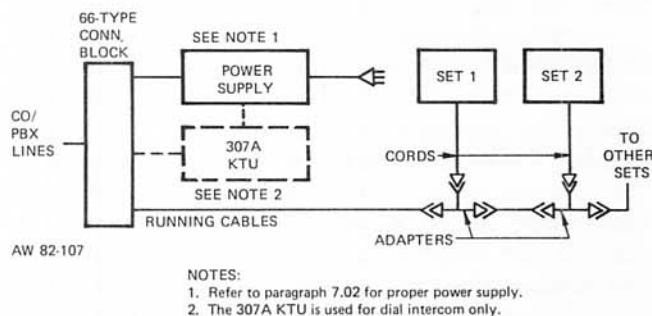 66-TYPE
CONN.
BLOCK
SEE NOTE 1
POWER
SUPPLY
SET 1
SET 2
CO/
PBX
LINES
307A
KTU
CORDS
TO
OTHER
SETS
SEE NOTE 2
RUNNING CABLES
ADAPTERS
AW 82-107
NOTES:
1. Refer to paragraph 7.02 for proper power supply.
2. The 307A KTU is used for dial intercom only.